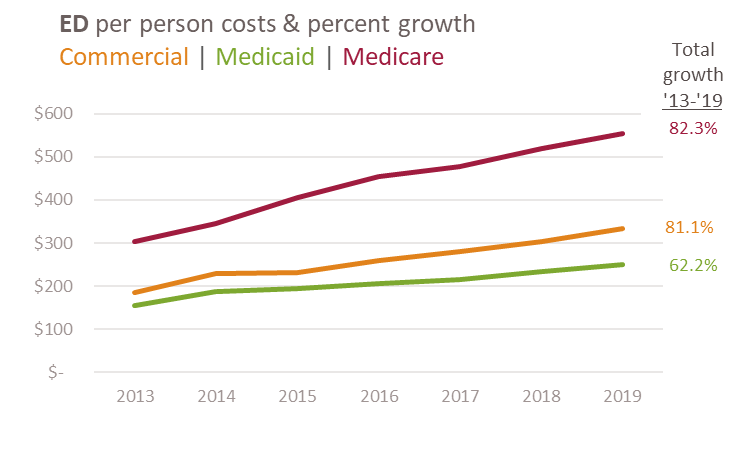 ED per person costs & percent growth
Commercial | Medicaid | Medicare
Total
growth
'13-'19
$600
82.3%
$500
$400
$300
81.1%
62.2%
$200
$100
$-
2013 2014 2015 2016 2017 2018 2019